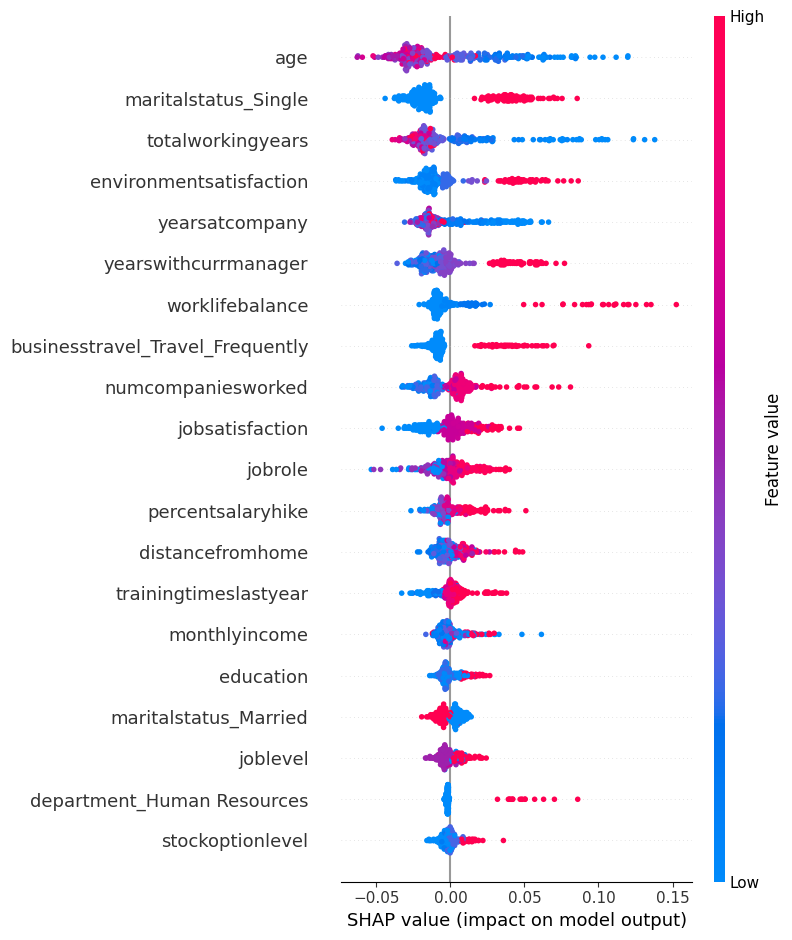 High
age
maritalstatus_Single
totalworkingyears
environmentsatisfaction
yearsatcompany
yearswithcurrmanager
worklifebalance
businesstravel_Travel_Frequently
numcompaniesworked
jobsatisfaction
jobrole
percentsalaryhike
distancefromhome
trainingtimeslastyear
monthlyincome
education
maritalstatus_Married
joblevel
department_Human Resources
stockoptionlevel
Feature value
Low
−0.05 0.00 0.05 0.10 0.15
SHAP value (impact on model output)